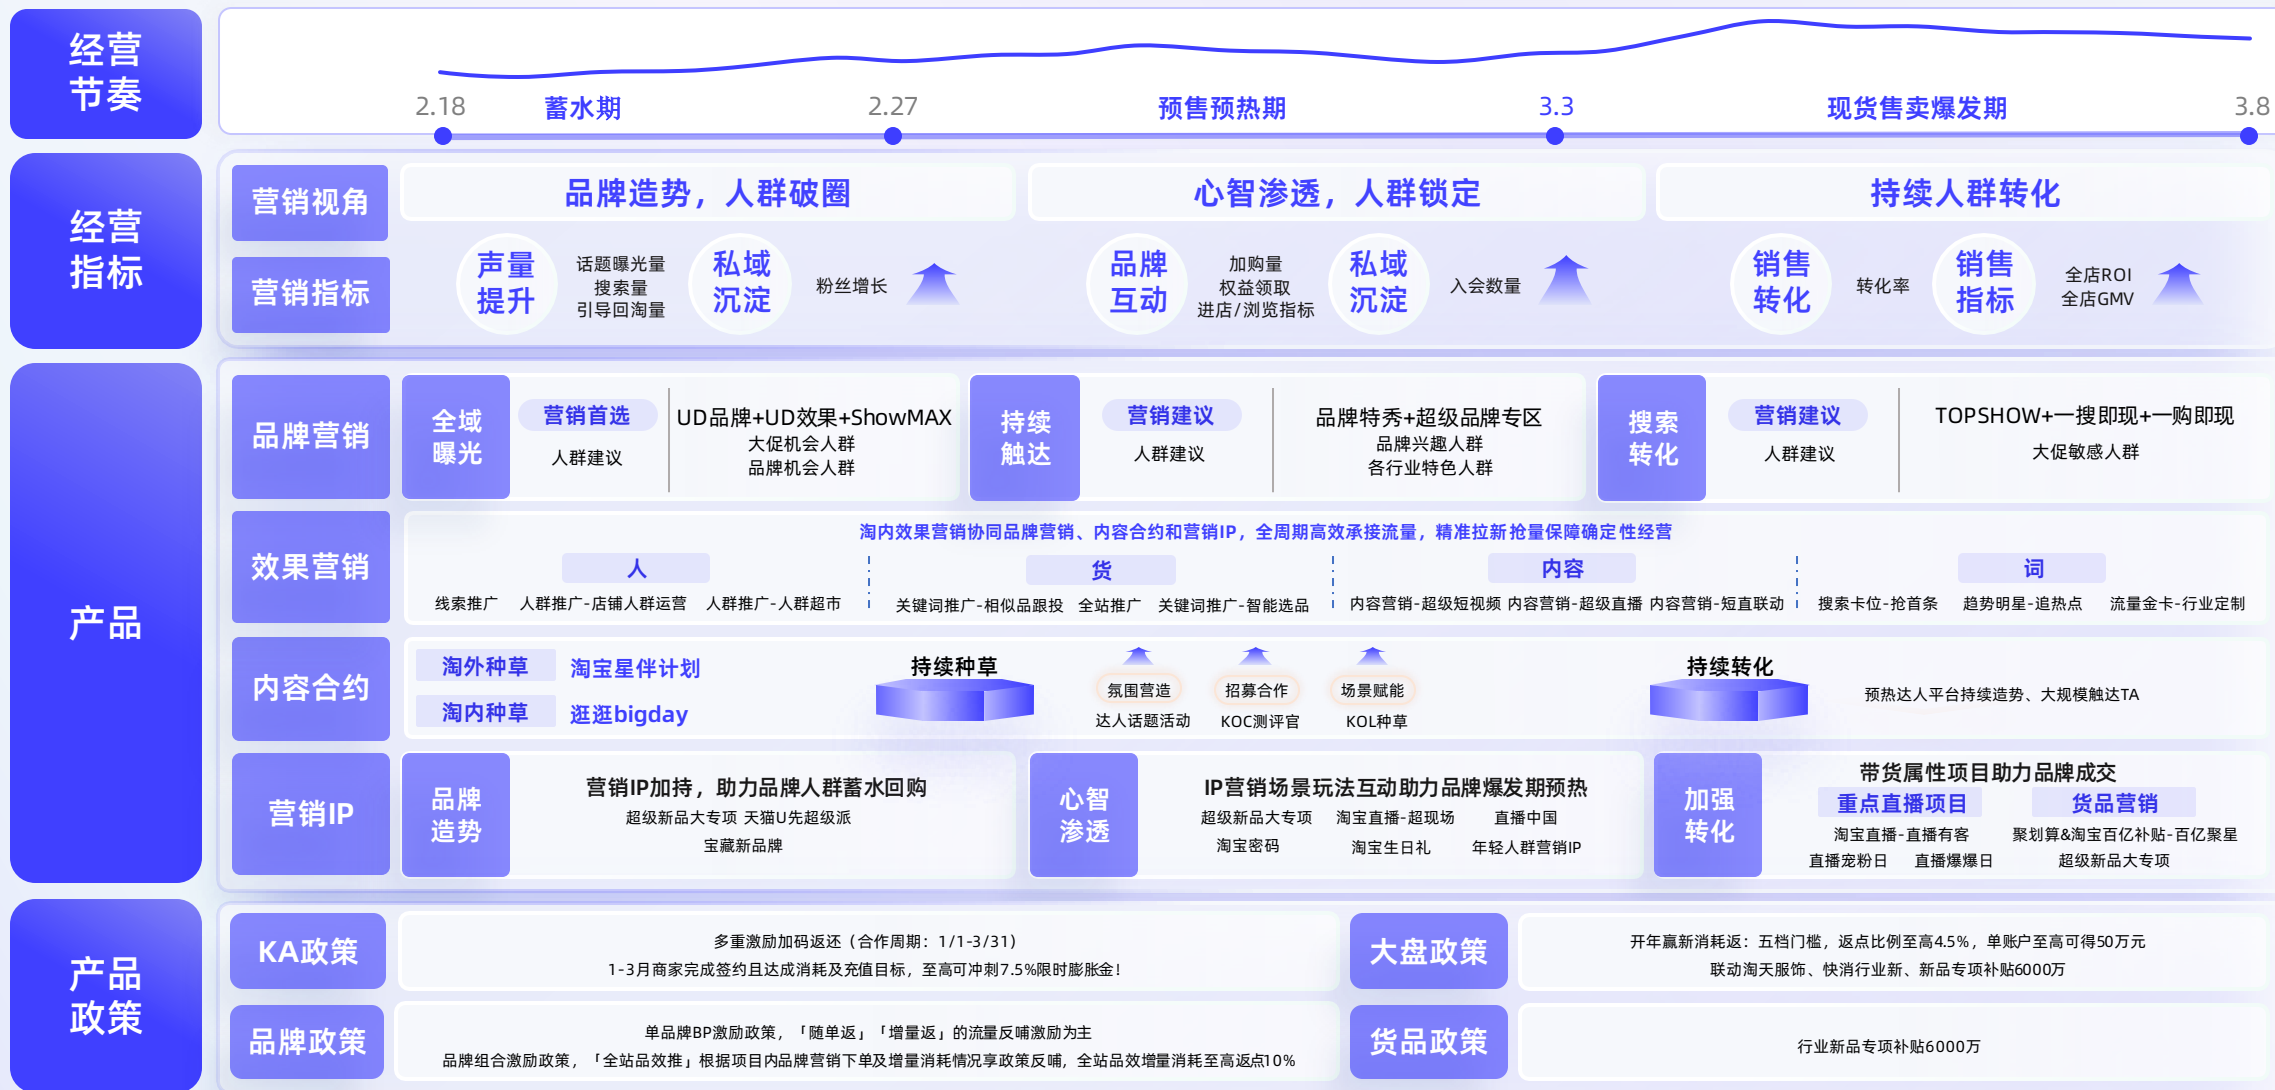 经营
节奏
2.18
蓄水期
2.27
预售预热期
3.3
现货售卖爆发期
3.8
经营
指标
营销视角
品牌造势，人群破圈
心智渗透，人群锁定
持续人群转化
营销指标
声量
提升
话题曝光量
搜索量
引导回淘量
私域
沉淀
粉丝增长
品牌
互动
加购量
权益领取
进店/浏览指标
私域
沉淀
入会数量
销售
转化
转化率
销售
指标
全店ROI
全店GMV
产品
品牌营销
全域
曝光
营销首选
人群建议
UD品牌+UD效果+ShowMAX
大促机会人群
品牌机会人群
持续
触达
营销建议
人群建议
品牌特秀+超级品牌专区
品牌兴趣人群
各行业特色人群
搜索
转化
营销建议
人群建议
TOPSHOW+一搜即现+一购即现
大促敏感人群
效果营销
淘内效果营销协同品牌营销、内容合约和营销IP，全周期高效承接流量，精准拉新抢量保障确定性经营
人
线索推广 人群推广-店铺人群运营 人群推广-人群超市
货
关键词推广-相似品跟投 全站推广 关键词推广-智能选品
内容
内容营销-超级短视频 内容营销-超级直播 内容营销-短直联动
词
搜索卡位-抢首条 趋势明星-追热点 流量金卡-行业定制
内容合约
淘外种草 淘宝星伴计划
淘内种草 逛逛bigday
持续种草
氛围营造 招募合作 场景赋能
达人话题活动 KOC测评官 KOL种草
持续转化
预热达人平台持续造势、大规模触达TA
营销IP
品牌
造势
营销IP加持，助力品牌人群蓄水回购
超级新品大专项 天猫U先超级派
宝藏新品牌
心智
渗透
IP营销场景玩法互动助力品牌爆发期预热
超级新品大专项 淘宝直播-超现场 直播中国
淘宝密码 淘宝生日礼 年轻人群营销IP
加强
转化
带货属性项目助力品牌成交
重点直播项目 货品营销
淘宝直播-直播有客 聚划算&淘宝百亿补贴-百亿聚星
直播宠粉日 直播爆爆日 超级新品大专项
产品
政策
KA政策
多重激励加码返还（合作周期：1/1-3/31）
1-3月商家完成签约且达成消耗及充值目标，至高可冲刺7.5%限时膨胀金！
大盘政策
开年赢新消耗返：五档门槛，返点比例至高4.5%，单账户至高可得50万元
联动淘天服饰、快消行业新、新品专项补贴6000万
品牌政策
单品牌BP激励政策，「随单返」「增量返」的流量反哺激励为主
品牌组合激励政策，「全站品效推」根据项目内品牌营销下单及增量消耗情况享政策反哺，全站品效增量消耗至高返点10%
货品政策
行业新品专项补贴6000万